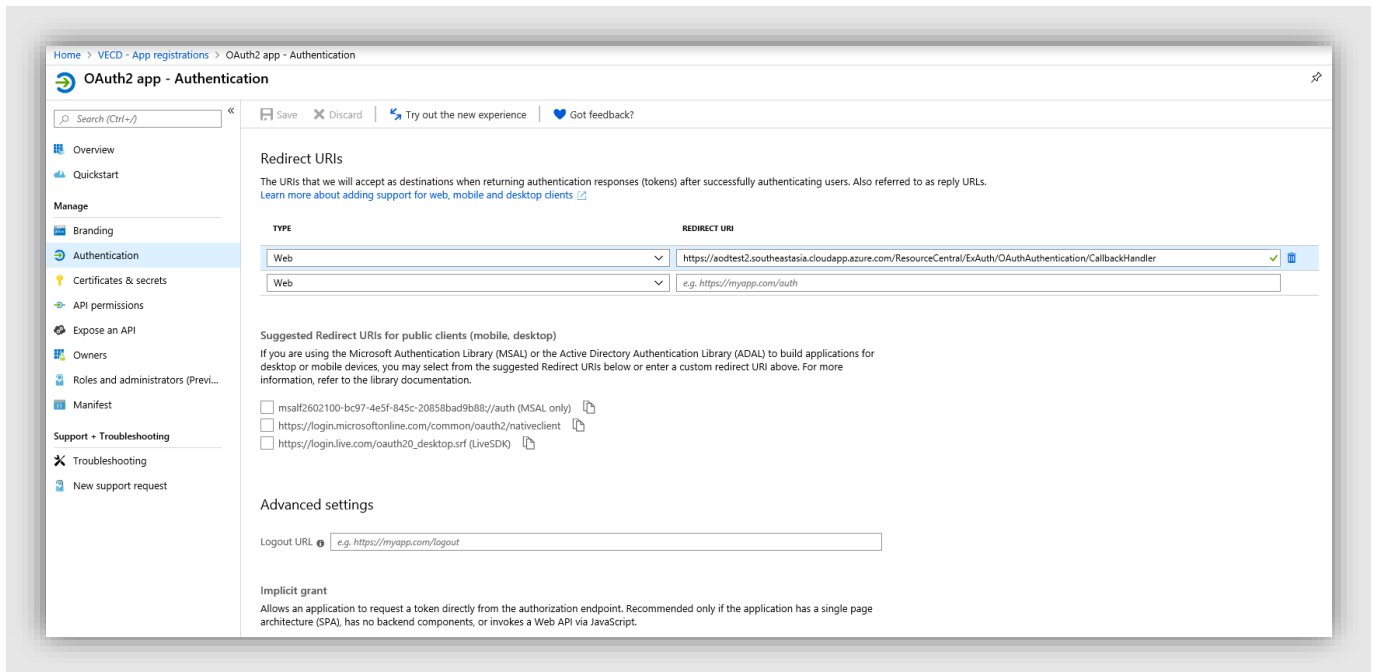 Home > VECD - App registrations > OAuth2 app - Authentication
OAuth2 app - Authentication
Search (Ctrl+/)
«
Save Discard Try out the new experience Got feedback?
Overview
Quickstart
Manage
Branding
Authentication
Certificates & secrets
API permissions
Expose an API
Owners
Roles and administrators (Previ...
Manifest
Support + Troubleshooting
Troubleshooting
New support request
Redirect URIs
The URIs that we will accept as destinations when returning authentication responses (tokens) after successfully authenticating users. Also referred to as reply URLs.
Learn more about adding support for web, mobile and desktop clients
TYPE REDIRECT URI
Web https://aodtest2.southeastasia.cloudapp.azure.com/ResourceCentral/ExAuth/OAuthAuthentication/CallbackHandler
Web e.g. https://myapp.com/auth
Suggested Redirect URIs for public clients (mobile, desktop)
If you are using the Microsoft Authentication Library (MSAL) or the Active Directory Authentication Library (ADAL) to build applications for
desktop or mobile devices, you may select from the suggested Redirect URIs below or enter a custom redirect URI above. For more
information, refer to the library documentation.
msalf2602100-bc97-4e5f-845c-20858bad9b88://auth (MSAL only)
https://login.microsoftonline.com/common/oauth2/nativeclient
https://login.live.com/oauth20_desktop.srf (LiveSDK)
Advanced settings
Logout URL e.g. https://myapp.com/logout
Implicit grant
Allows an application to request a token directly from the authorization endpoint. Recommended only if the application has a single page
architecture (SPA), has no backend components, or invokes a Web API via JavaScript.